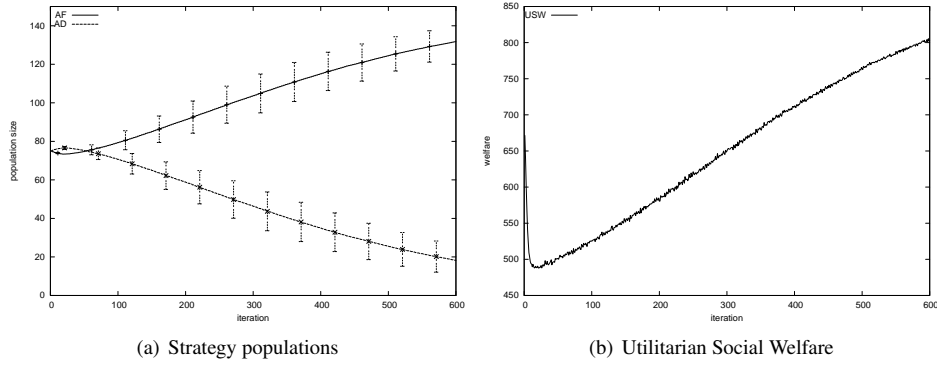 AF
AD
140
120
100
80
60
40
20
0
population size
0 100 200 300 400 500 600
iteration
(a) Strategy populations
USW
850
800
750
700
650
600
550
500
450
welfare
0 100 200 300 400 500 600
iteration
(b) Utilitarian Social Welfare